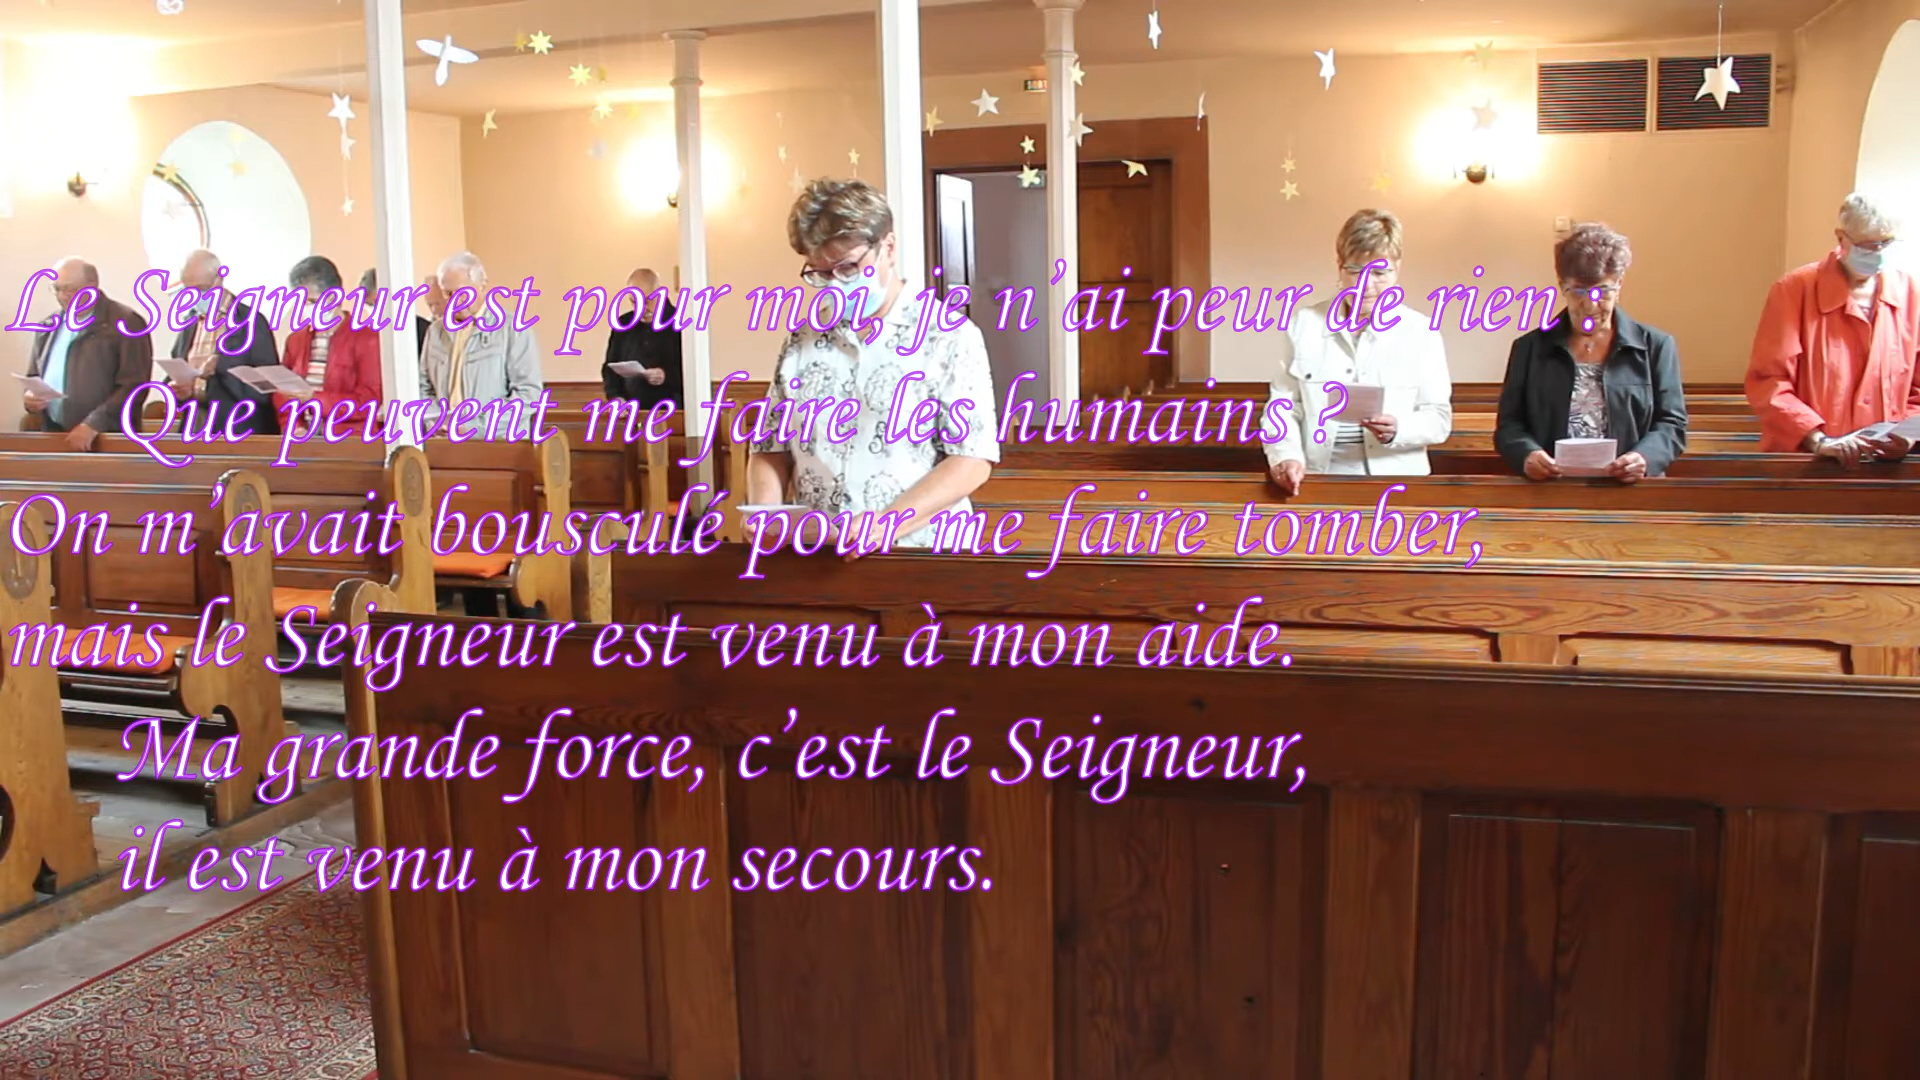 Le Seigneur est pour moi, je n’ai peur de rien :
Que peuvent me faire les humains ?
On m’avait bousculé pour me faire tomber,
mais le Seigneur est venu à mon aide.
Ma grande force, c’est le Seigneur,
il est venu à mon secours.